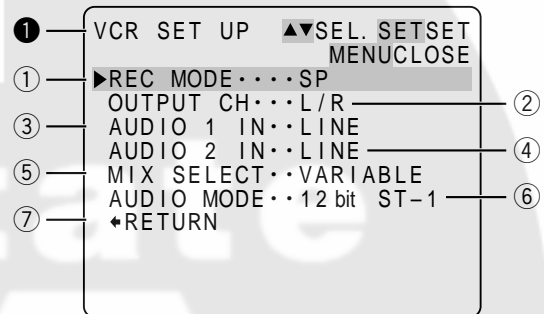 ❶ VCR SET UP ▲▼SEL. SETSET
MENUCLOSE
① ▶REC MODE····SP
OUTPUT CH···L/R ②
③ AUDIO 1 IN··LINE
AUDIO 2 IN··LINE ④
⑤ MIX SELECT··VARIABLE
AUDIO MODE··12 bit ST–1 ⑥
⑦ RETURN